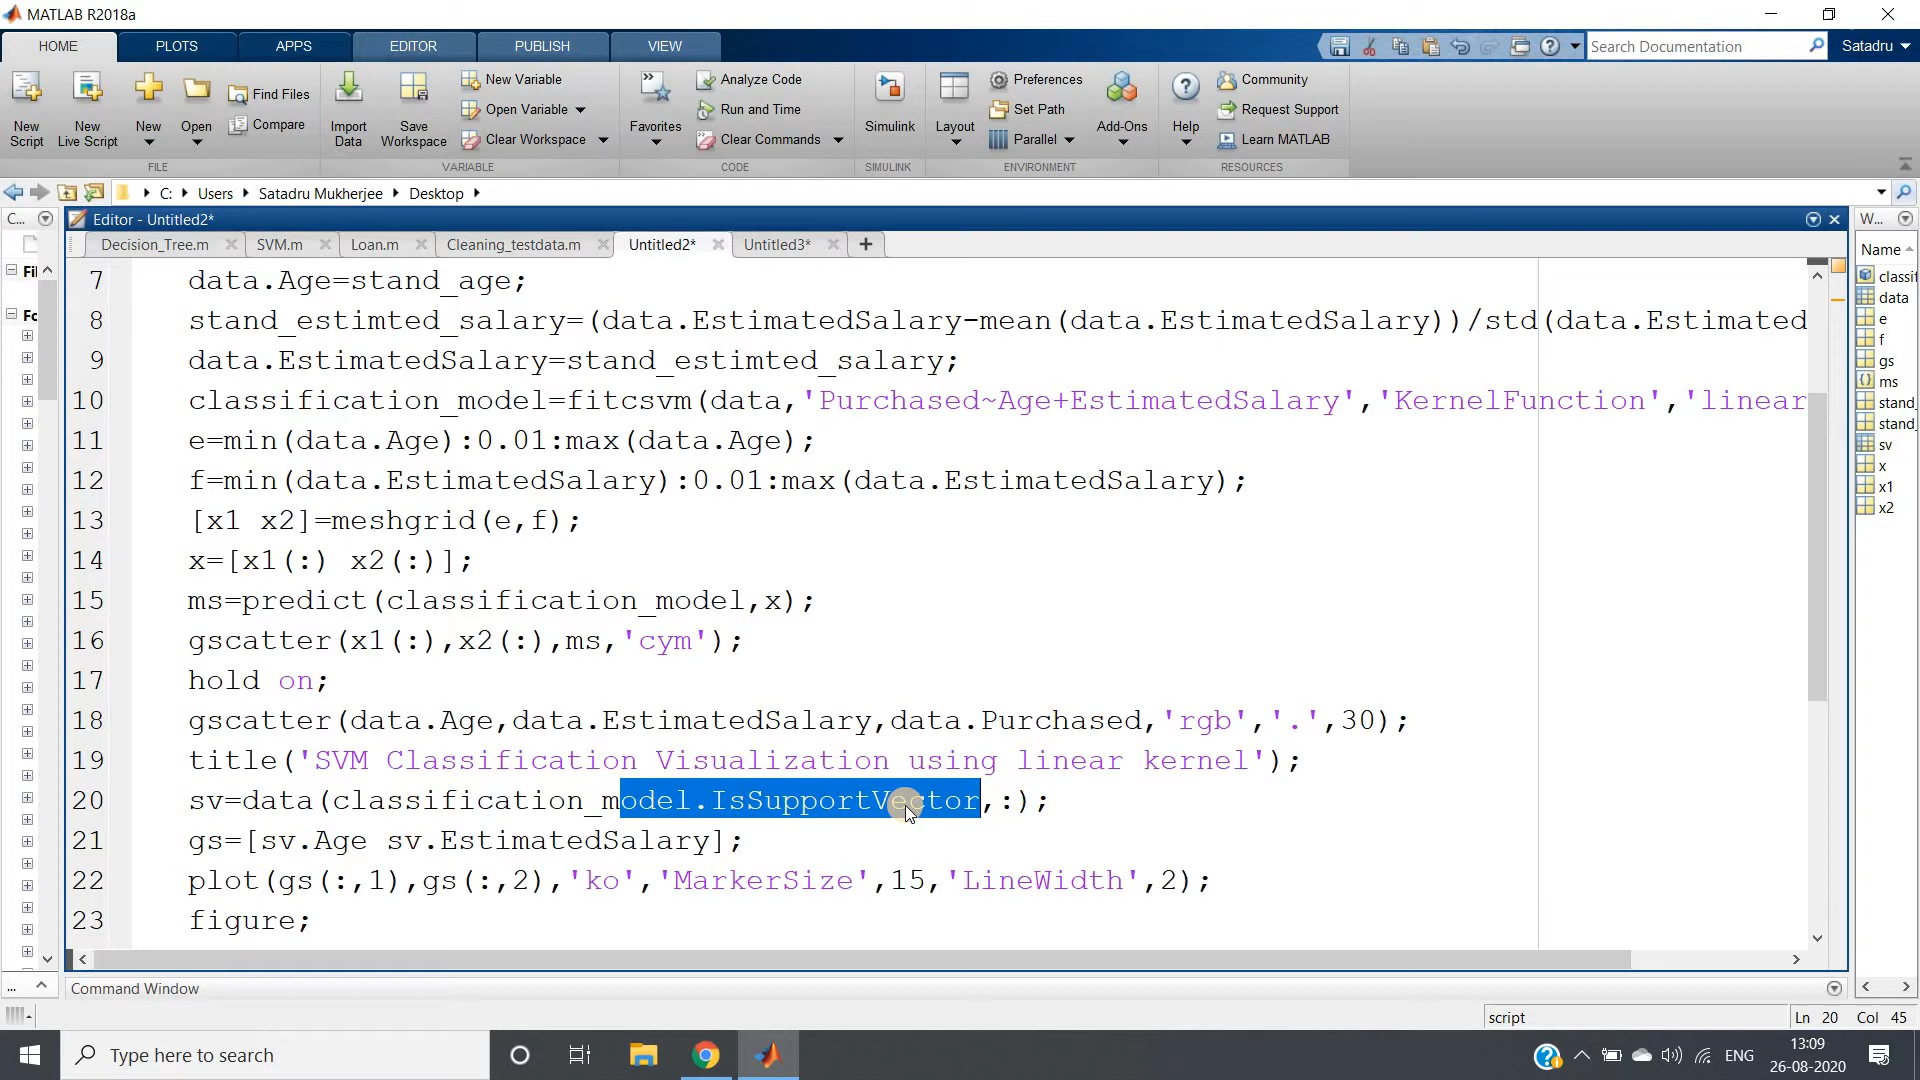 MATLAB R2018a
HOME PLOTS APPS EDITOR PUBLISH VIEW
Search Documentation
Satadru
New Script
New Live Script
New
Open
Find Files
Compare
Import Data
Save Workspace
New Variable
Open Variable
Clear Workspace
Favorites
Analyze Code
Run and Time
Clear Commands
Simulink
Layout
Preferences
Set Path
Parallel
Add-Ons
Help
Community
Request Support
Learn MATLAB
FILE VARIABLE CODE SIMULINK ENVIRONMENT RESOURCES
C: Users Satadru Mukherjee Desktop
C...
Editor - Untitled2*
W...
Decision_Tree.m SVM.m Loan.m Cleaning_testdata.m Untitled2* Untitled3*
Name
Fil
Fc
classif
data
e
f
gs
ms
stand_
stand_
sv
x
x1
x2
7 data.Age=stand_age;
8 stand_estimted_salary=(data.EstimatedSalary-mean(data.EstimatedSalary))/std(data.Estimated
9 data.EstimatedSalary=stand_estimted_salary;
10 classification_model=fitcsvm(data,'Purchased~Age+EstimatedSalary','KernelFunction','linear
11 e=min(data.Age):0.01:max(data.Age);
12 f=min(data.EstimatedSalary):0.01:max(data.EstimatedSalary);
13 [x1 x2]=meshgrid(e,f);
14 x=[x1(:) x2(:)];
15 ms=predict(classification_model,x);
16 gscatter(x1(:),x2(:),ms,'cym');
17 hold on;
18 gscatter(data.Age,data.EstimatedSalary,data.Purchased,'rgb','.',30);
19 title('SVM Classification Visualization using linear kernel');
20 sv=data(classification_model.IsSupportVector,:);
21 gs=[sv.Age sv.EstimatedSalary];
22 plot(gs(:,1),gs(:,2),'ko','MarkerSize',15,'LineWidth',2);
23 figure;
...
Command Window
script
Ln 20 Col 45
Type here to search
ENG
13:09
26-08-2020